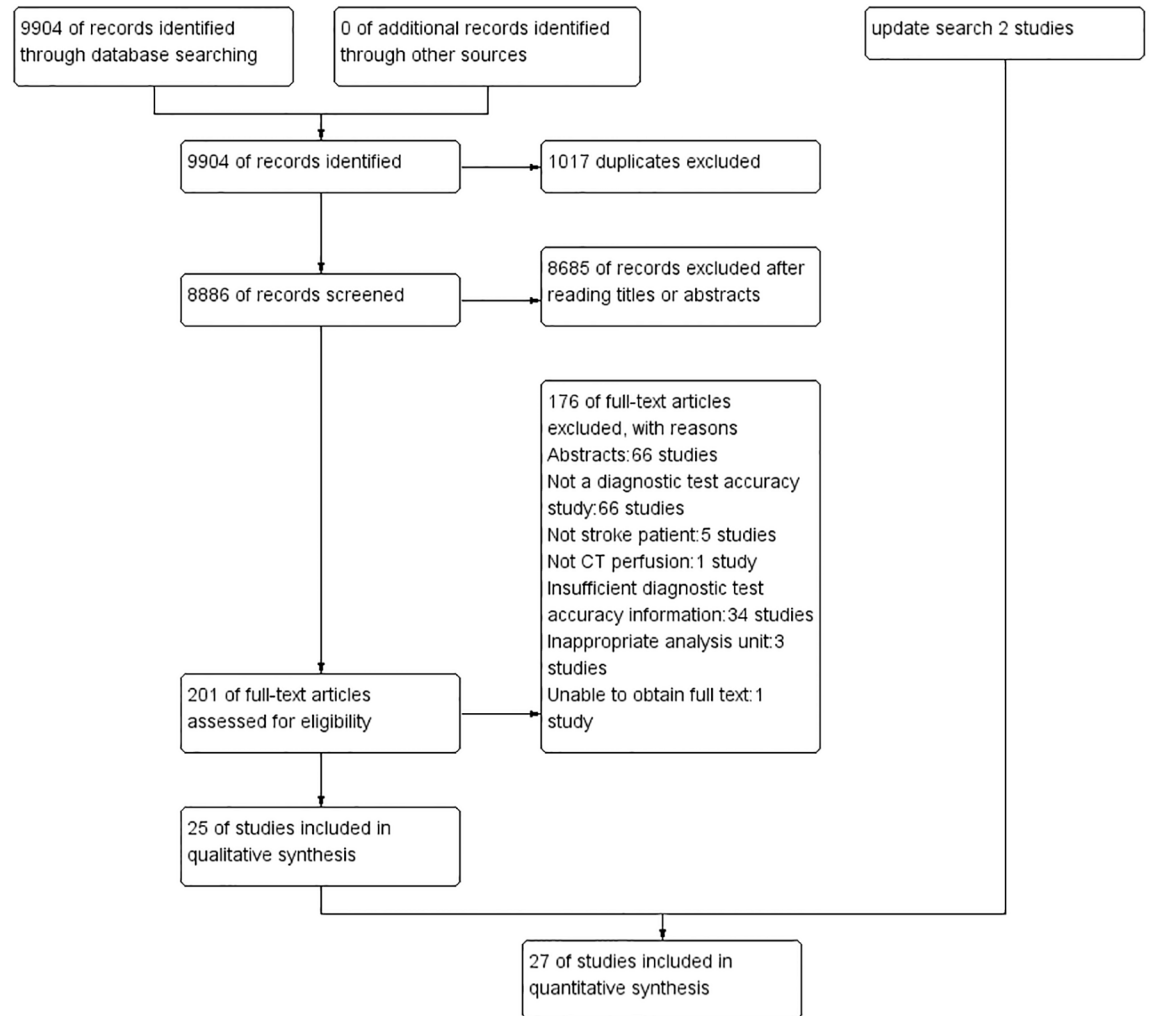 9904 of records identified
through database searching
0 of additional records identified
through other sources
update search 2 studies
9904 of records identified
1017 duplicates excluded
8886 of records screened
8685 of records excluded after
reading titles or abstracts
176 of full-text articles
excluded, with reasons
Abstracts:66 studies
Not a diagnostic test accuracy
study:66 studies
Not stroke patient:5 studies
Not CT perfusion:1 study
Insufficient diagnostic test
accuracy information:34 studies
Inappropriate analysis unit:3
studies
Unable to obtain full text:1
study
201 of full-text articles
assessed for eligibility
25 of studies included in
qualitative synthesis
27 of studies included in
quantitative synthesis